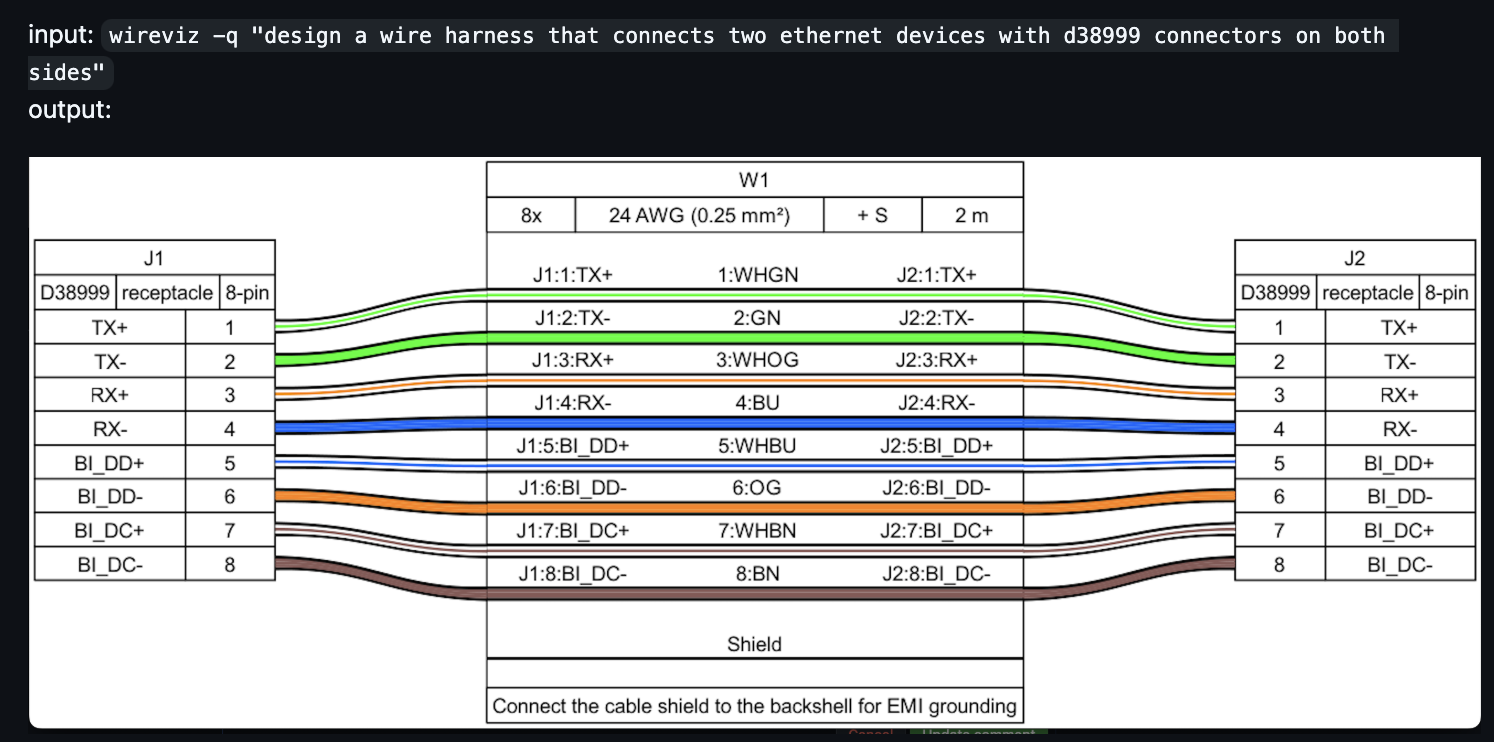 input: wireviz -q "design a wire harness that connects two ethernet devices with d38999 connectors on both
sides"
output:
W1
8x 24 AWG (0.25 mm²) + S 2 m
J1
D38999 receptacle 8-pin
TX+ 1
TX- 2
RX+ 3
RX- 4
BI_DD+ 5
BI_DD- 6
BI_DC+ 7
BI_DC- 8
J1:1:TX+ 1:WHGN J2:1:TX+
J1:2:TX- 2:GN J2:2:TX-
J1:3:RX+ 3:WHOG J2:3:RX+
J1:4:RX- 4:BU J2:4:RX-
J1:5:BI_DD+ 5:WHBU J2:5:BI_DD+
J1:6:BI_DD- 6:OG J2:6:BI_DD-
J1:7:BI_DC+ 7:WHBN J2:7:BI_DC+
J1:8:BI_DC- 8:BN J2:8:BI_DC-
Shield
Connect the cable shield to the backshell for EMI grounding
J2
D38999 receptacle 8-pin
1 TX+
2 TX-
3 RX+
4 RX-
5 BI_DD+
6 BI_DD-
7 BI_DC+
8 BI_DC-
Cancel Update comment